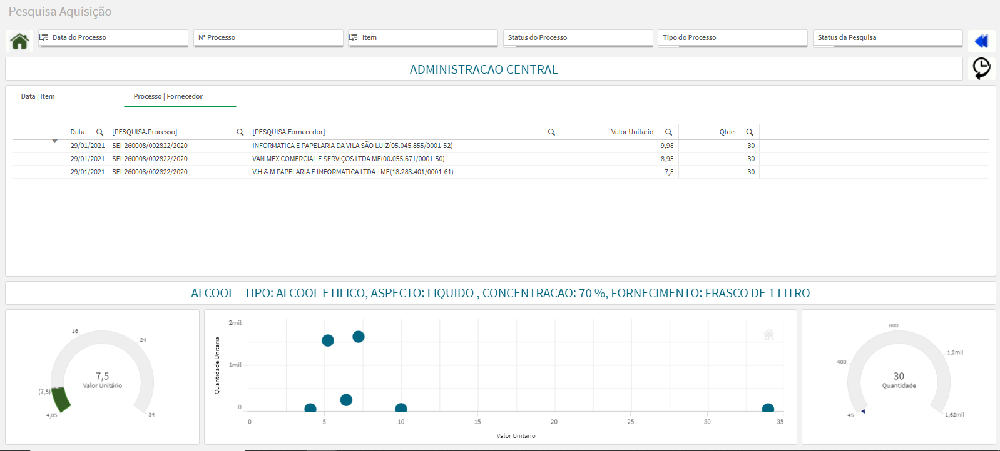 Pesquisa Aquisição
Data do Processo
N° Processo
Item
Status do Processo
Tipo do Processo
Status da Pesquisa
ADMINISTRACAO CENTRAL
Data | Item
Processo | Fornecedor
Data [PESQUISA.Processo] [PESQUISA.Fornecedor] Valor Unitario Qtde
29/01/2021 SEI-260008/002822/2020 INFORMATICA E PAPELARIA DA VILA SÃO LUIZ(05.045.855/0001-52) 9,98 30
29/01/2021 SEI-260008/002822/2020 VAN MEX COMERCIAL E SERVIÇOS LTDA ME(00.055.671/0001-50) 8,95 30
29/01/2021 SEI-260008/002822/2020 V.H & M PAPELARIA E INFORMATICA LTDA - ME(18.283.401/0001-61) 7,5 30
ALCOOL - TIPO: ALCOOL ETILICO, ASPECTO: LIQUIDO , CONCENTRACAO: 70 %, FORNECIMENTO: FRASCO DE 1 LITRO
16
24
7,5
Valor Unitário
(7,5)
4,05
34
Quantidade Unitaria
2mil
1mil
0
0 5 10 15 20 25 30 35
Valor Unitario
800
400
1,2mil
30
Quantidade
45
1,62mil